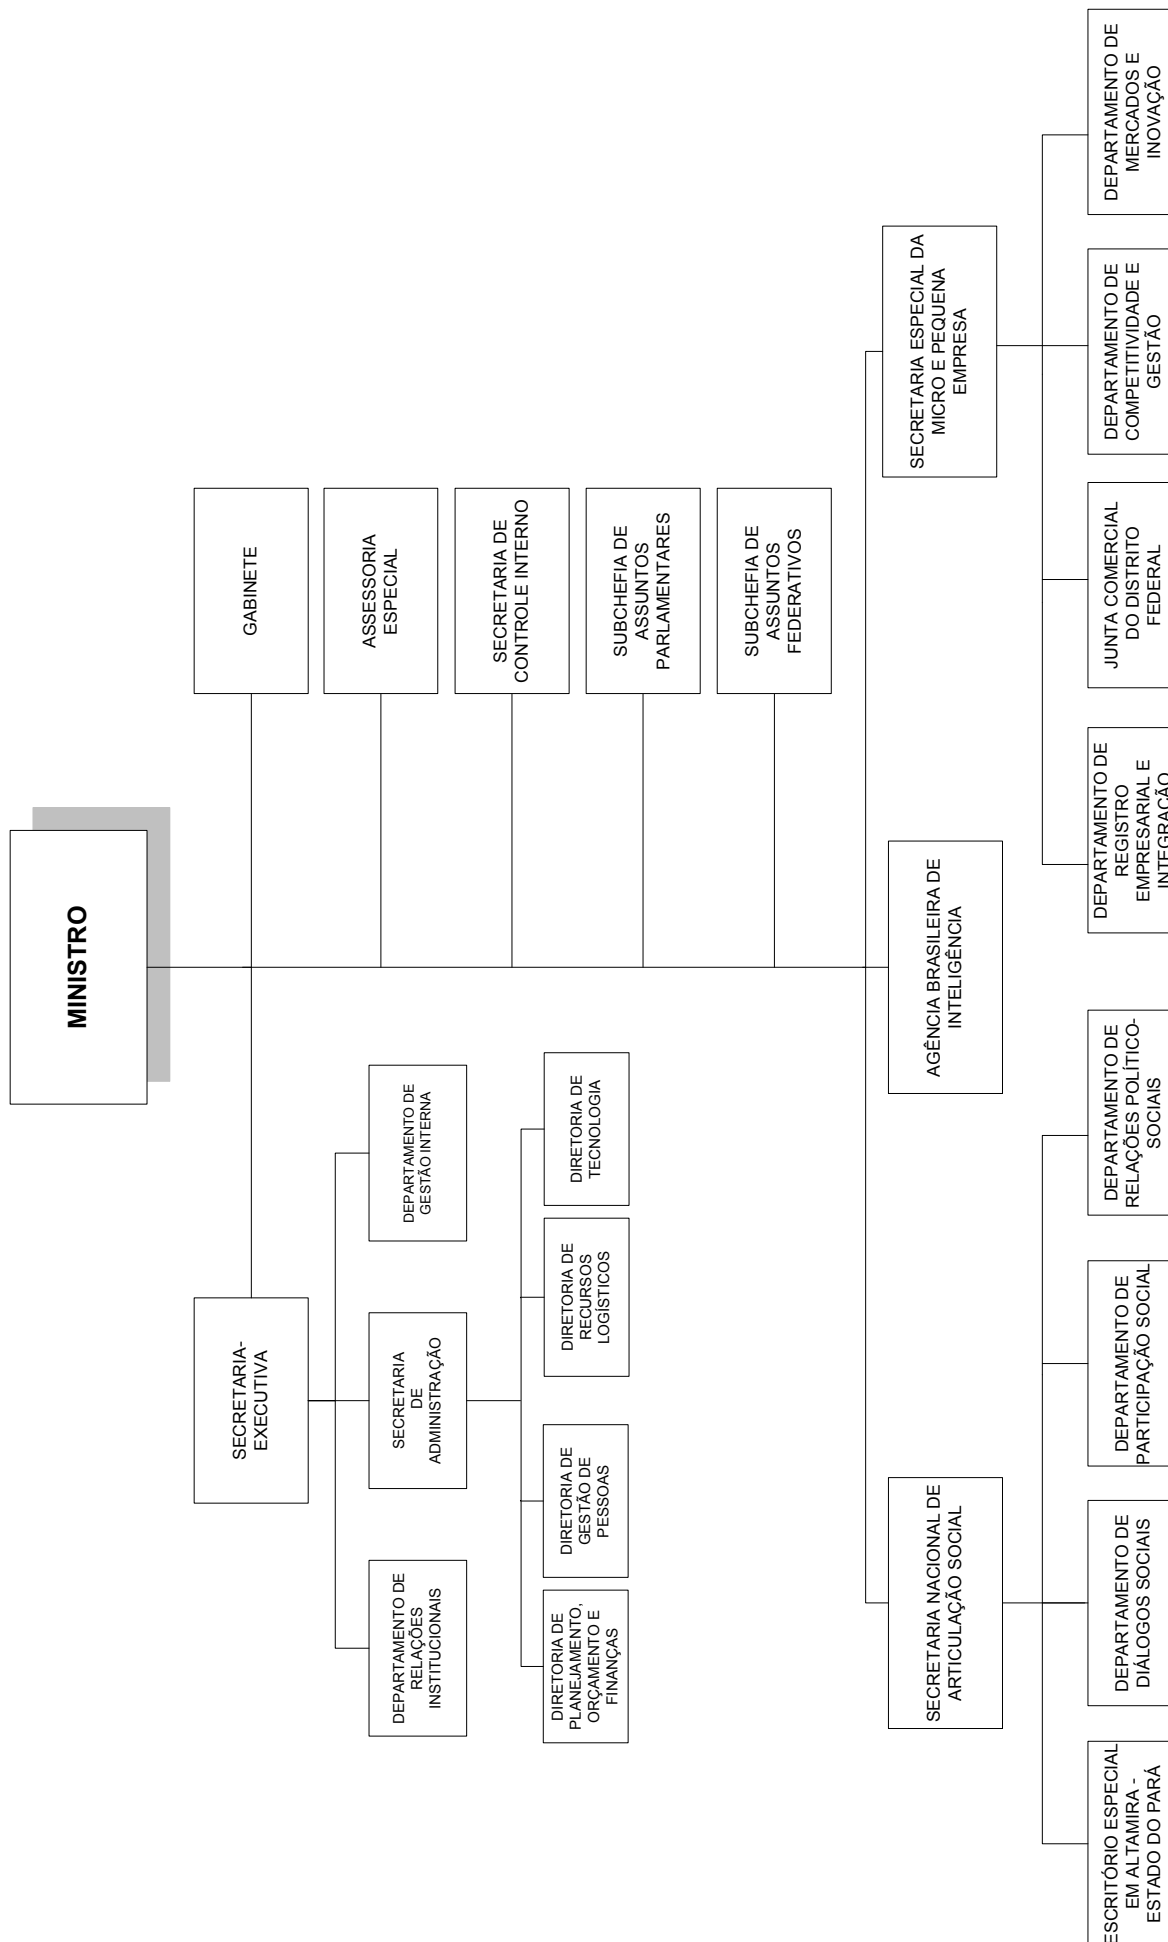 MINISTRO
SECRETARIA-
EXECUTIVA
GABINETE
DEPARTAMENTO DE
RELAÇÕES
INSTITUCIONAIS
SECRETARIA
DE
ADMINISTRAÇÃO
DEPARTAMENTO DE
GESTÃO INTERNA
ASSESSORIA
ESPECIAL
SECRETARIA DE
CONTROLE INTERNO
DIRETORIA DE
PLANEJAMENTO,
ORÇAMENTO E
FINANÇAS
DIRETORIA DE
GESTÃO DE
PESSOAS
DIRETORIA DE
RECURSOS
LOGÍSTICOS
DIRETORIA DE
TECNOLOGIA
SUBCHEFIA DE
ASSUNTOS
PARLAMENTARES
SUBCHEFIA DE
ASSUNTOS
FEDERATIVOS
SECRETARIA NACIONAL DE
ARTICULAÇÃO SOCIAL
AGÊNCIA BRASILEIRA DE
INTELIGÊNCIA
SECRETARIA ESPECIAL DA
MICRO E PEQUENA
EMPRESA
ESCRITÓRIO ESPECIAL
EM ALTAMIRA -
ESTADO DO PARÁ
DEPARTAMENTO DE
DIÁLOGOS SOCIAIS
DEPARTAMENTO DE
PARTICIPAÇÃO SOCIAL
DEPARTAMENTO DE
RELAÇÕES POLÍTICO-
SOCIAIS
DEPARTAMENTO DE
REGISTRO
EMPRESARIAL E
INTEGRAÇÃO
JUNTA COMERCIAL
DO DISTRITO
FEDERAL
DEPARTAMENTO DE
COMPETITIVIDADE E
GESTÃO
DEPARTAMENTO DE
MERCADOS E
INOVAÇÃO